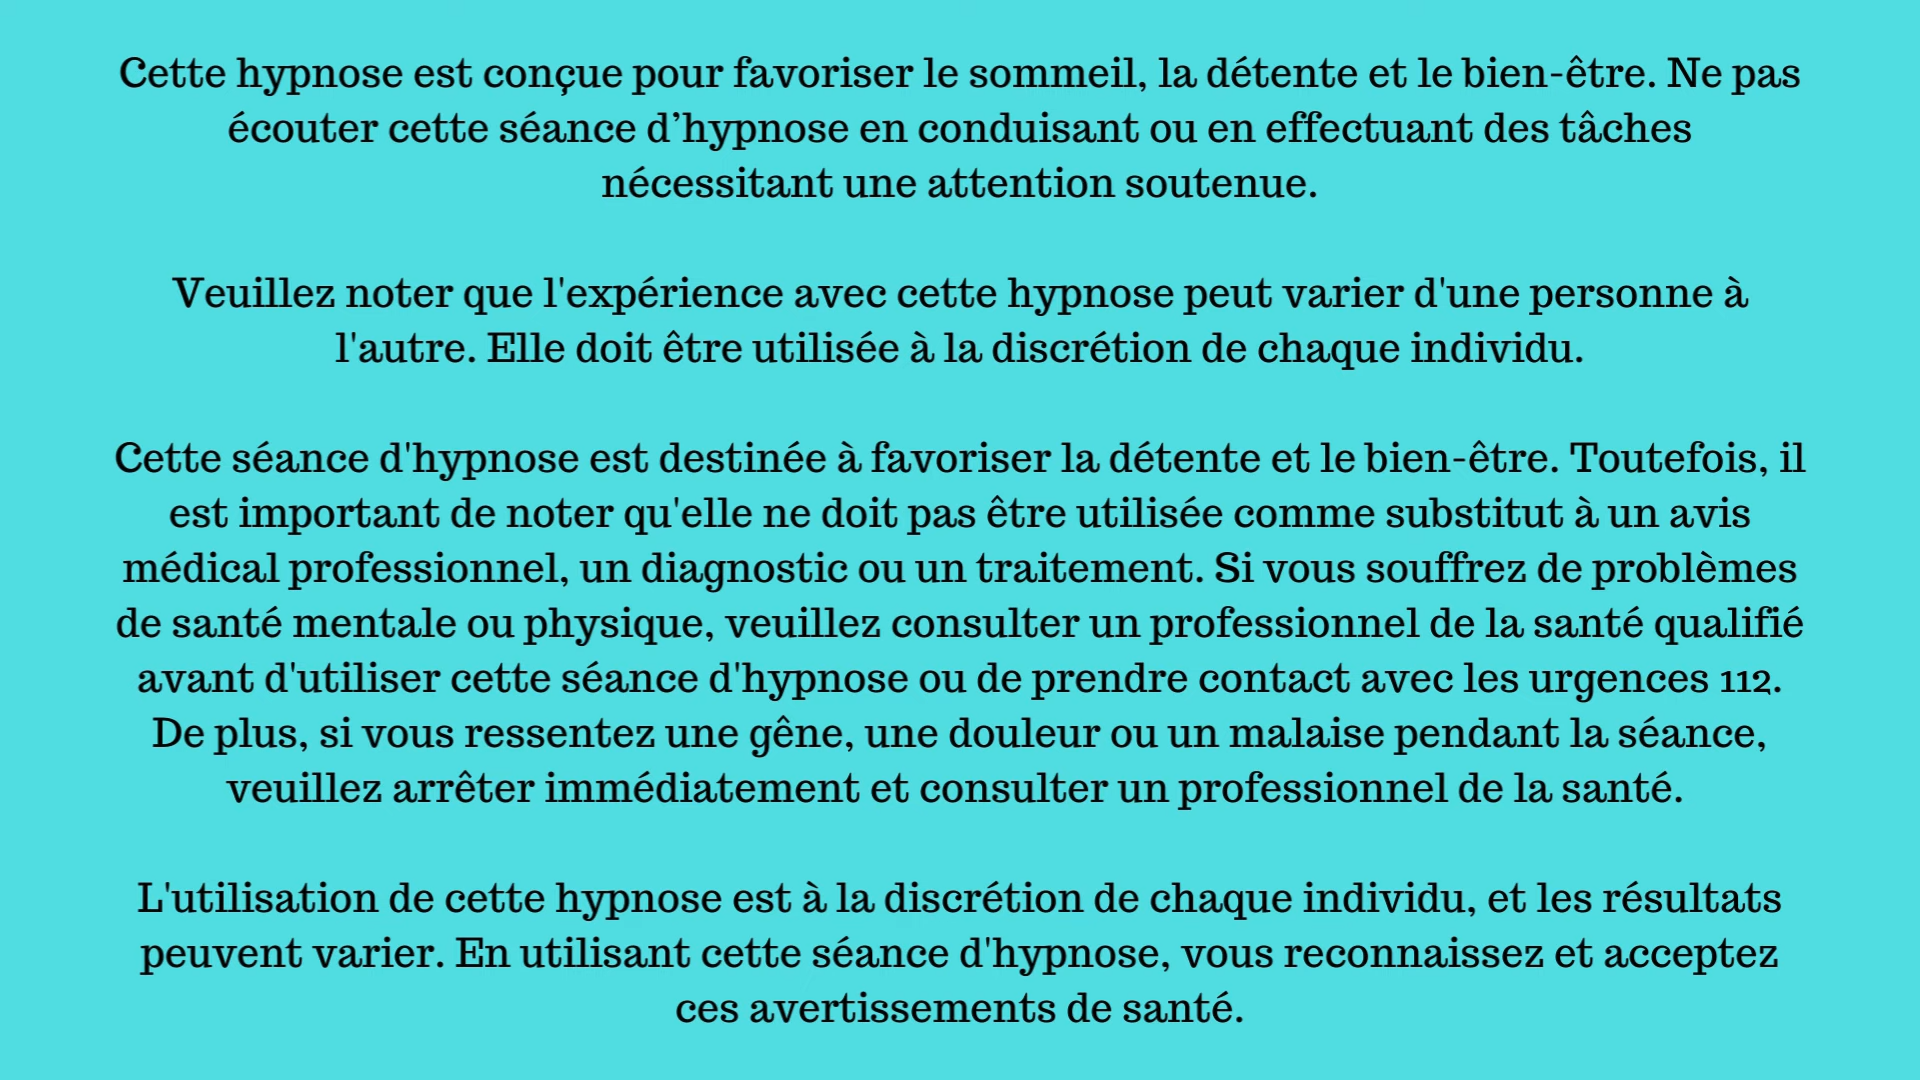 Cette hypnose est conçue pour favoriser le sommeil, la détente et le bien-être. Ne pas
écouter cette séance d’hypnose en conduisant ou en effectuant des tâches
nécessitant une attention soutenue.
Veuillez noter que l'expérience avec cette hypnose peut varier d'une personne à
l'autre. Elle doit être utilisée à la discrétion de chaque individu.
Cette séance d'hypnose est destinée à favoriser la détente et le bien-être. Toutefois, il
est important de noter qu'elle ne doit pas être utilisée comme substitut à un avis
médical professionnel, un diagnostic ou un traitement. Si vous souffrez de problèmes
de santé mentale ou physique, veuillez consulter un professionnel de la santé qualifié
avant d'utiliser cette séance d'hypnose ou de prendre contact avec les urgences 112.
De plus, si vous ressentez une gêne, une douleur ou un malaise pendant la séance,
veuillez arrêter immédiatement et consulter un professionnel de la santé.
L'utilisation de cette hypnose est à la discrétion de chaque individu, et les résultats
peuvent varier. En utilisant cette séance d'hypnose, vous reconnaissez et acceptez
ces avertissements de santé.